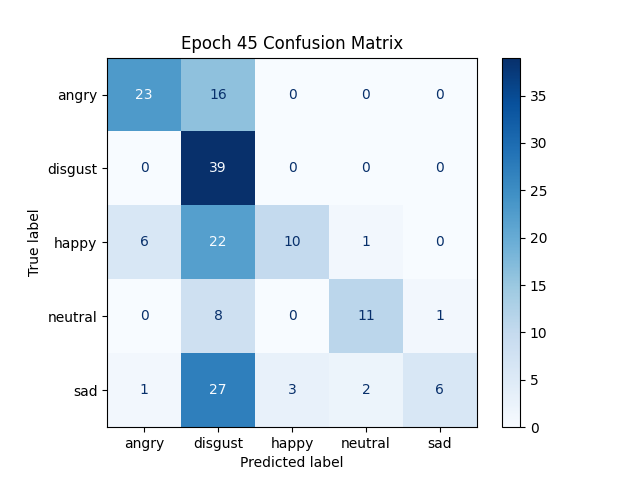 Epoch 45 Confusion Matrix
angry 23 16 0 0 0
disgust 0 39 0 0 0
happy 6 22 10 1 0
neutral 0 8 0 11 1
sad 1 27 3 2 6
angry disgust happy neutral sad
Predicted label
True label
35
30
25
20
15
10
5
0